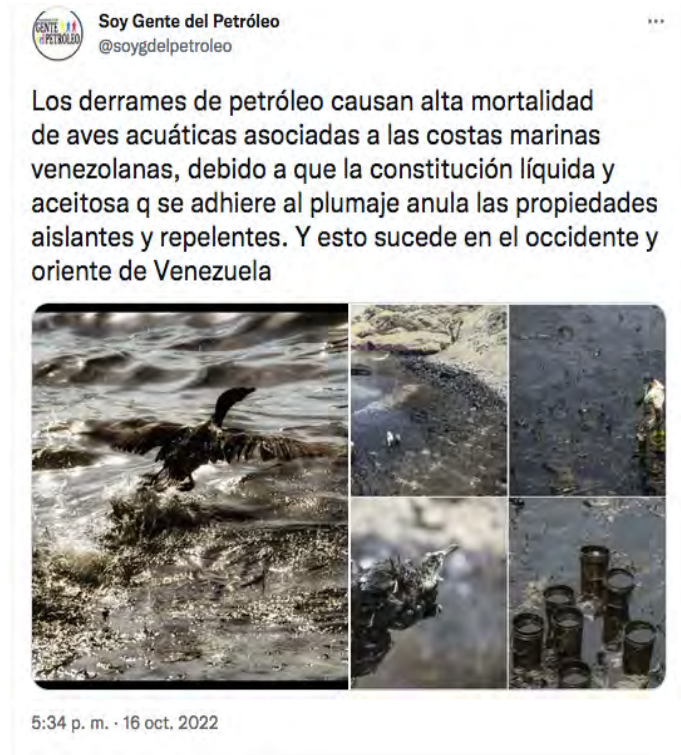 GENTE
del PETRÓLEO
Soy Gente del Petróleo
@soygdelpetroleo
Los derrames de petróleo causan alta mortalidad
de aves acuáticas asociadas a las costas marinas
venezolanas, debido a que la constitución líquida y
aceitosa q se adhiere al plumaje anula las propiedades
aislantes y repelentes. Y esto sucede en el occidente y
oriente de Venezuela
5:34 p. m. · 16 oct. 2022